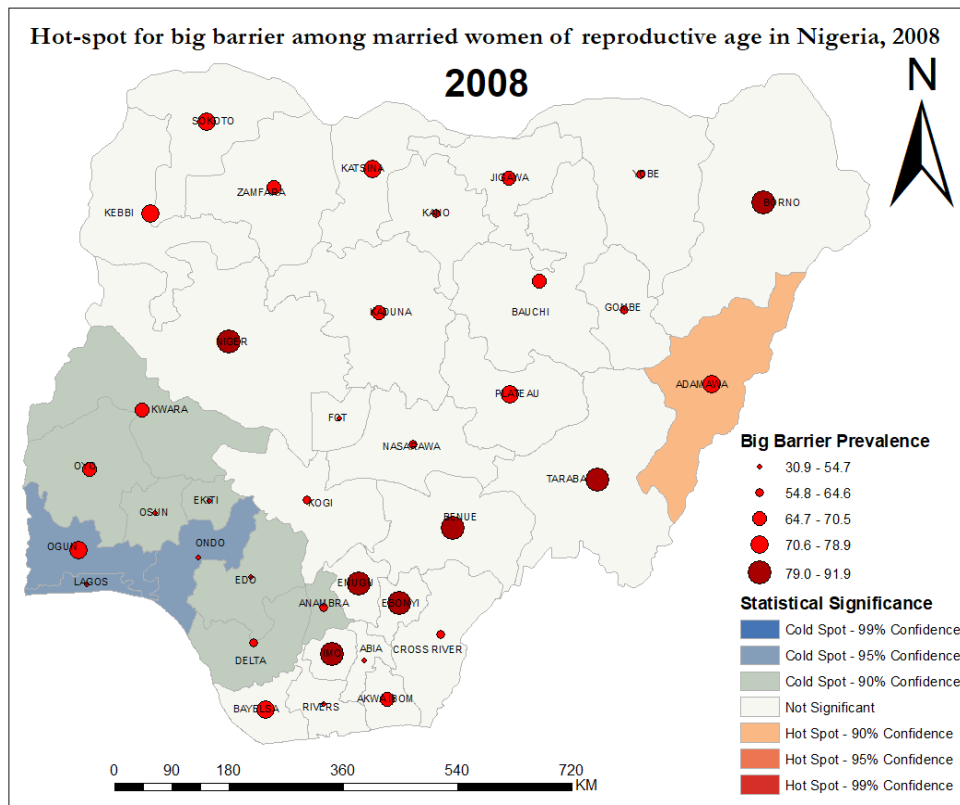 Hot-spot for big barrier among married women of reproductive age in Nigeria, 2008
2008
N
SOKOTO
KATSINA
ZAMFARA
JIGAWA
YOBE
KEBBI
KANO
BORNO
KADUNA
BAUCHI
GOMBE
NIGER
ADAMAWA
PLATEAU
KWARA
FCT
NASARAWA
OYO
TARABA
OSUN
EKITI
KOGI
BENUE
OGUN
ONDO
LAGOS
EDO
ENUGU
ANAMBRA
EBONYI
DELTA
IMO
ABIA
CROSS RIVER
BAYELSA
RIVERS
AKWA IBOM
Big Barrier Prevalence
30.9 - 54.7
54.8 - 64.6
64.7 - 70.5
70.6 - 78.9
79.0 - 91.9
Statistical Significance
Cold Spot - 99% Confidence
Cold Spot - 95% Confidence
Cold Spot - 90% Confidence
Not Significant
Hot Spot - 90% Confidence
Hot Spot - 95% Confidence
Hot Spot - 99% Confidence
0 90 180 360 540 720
KM